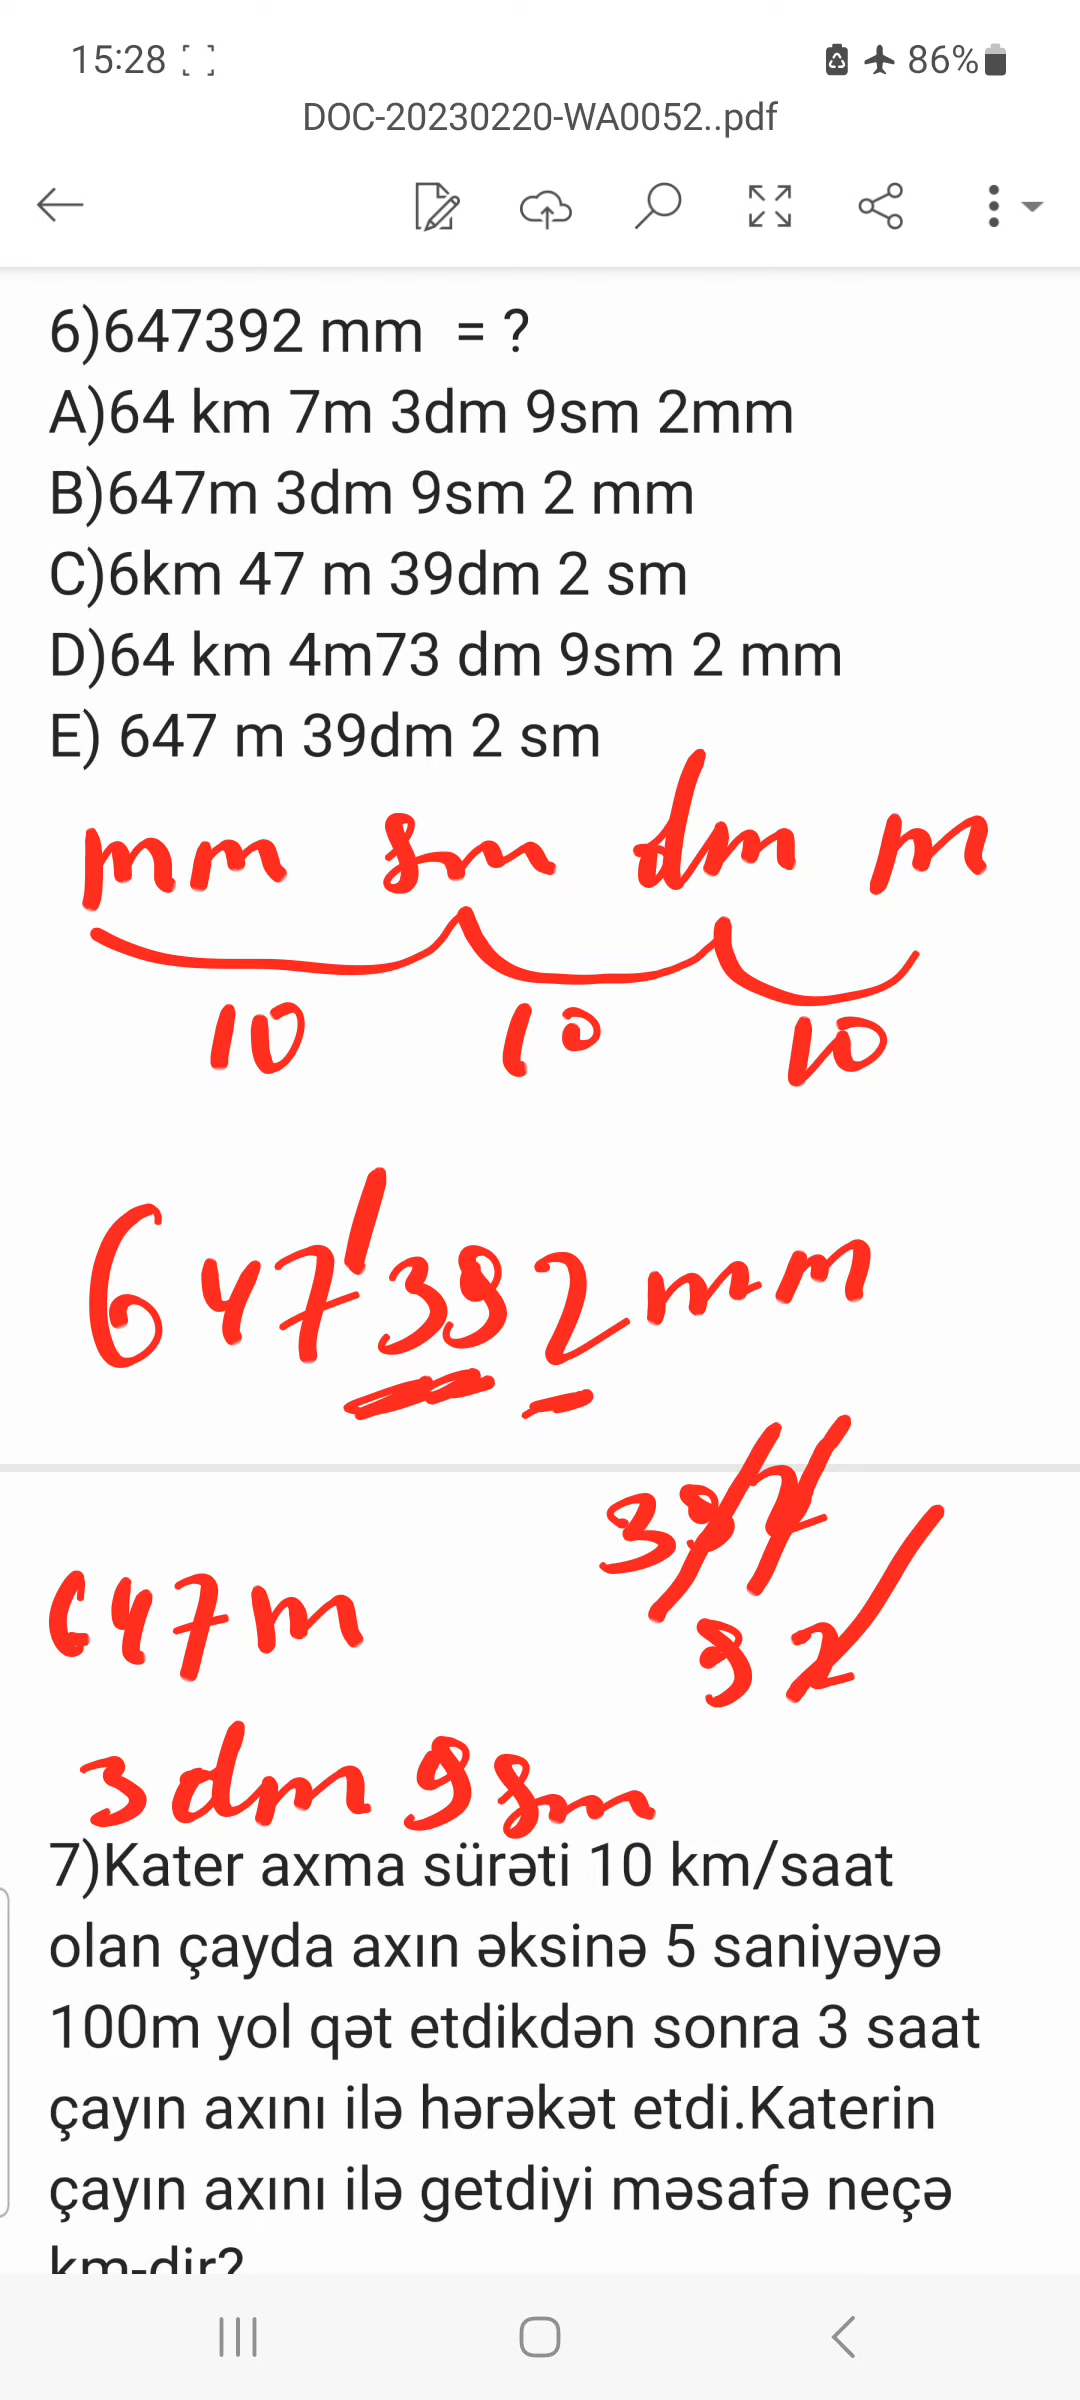 15:28
86%
DOC-20230220-WA0052..pdf
6)647392 mm = ?
A)64 km 7m 3dm 9sm 2mm
B)647m 3dm 9sm 2 mm
C)6km 47 m 39dm 2 sm
D)64 km 4m73 dm 9sm 2 mm
E) 647 m 39dm 2 sm
mm sm dm m
10 10 10
647392 mm
392
647m
92
3dm 9sm
7)Kater axma sürəti 10 km/saat
olan çayda axın əksinə 5 saniyəyə
100m yol qət etdikdən sonra 3 saat
çayın axını ilə hərəkət etdi.Katerin
çayın axını ilə getdiyi məsafə neçə
km-dir?